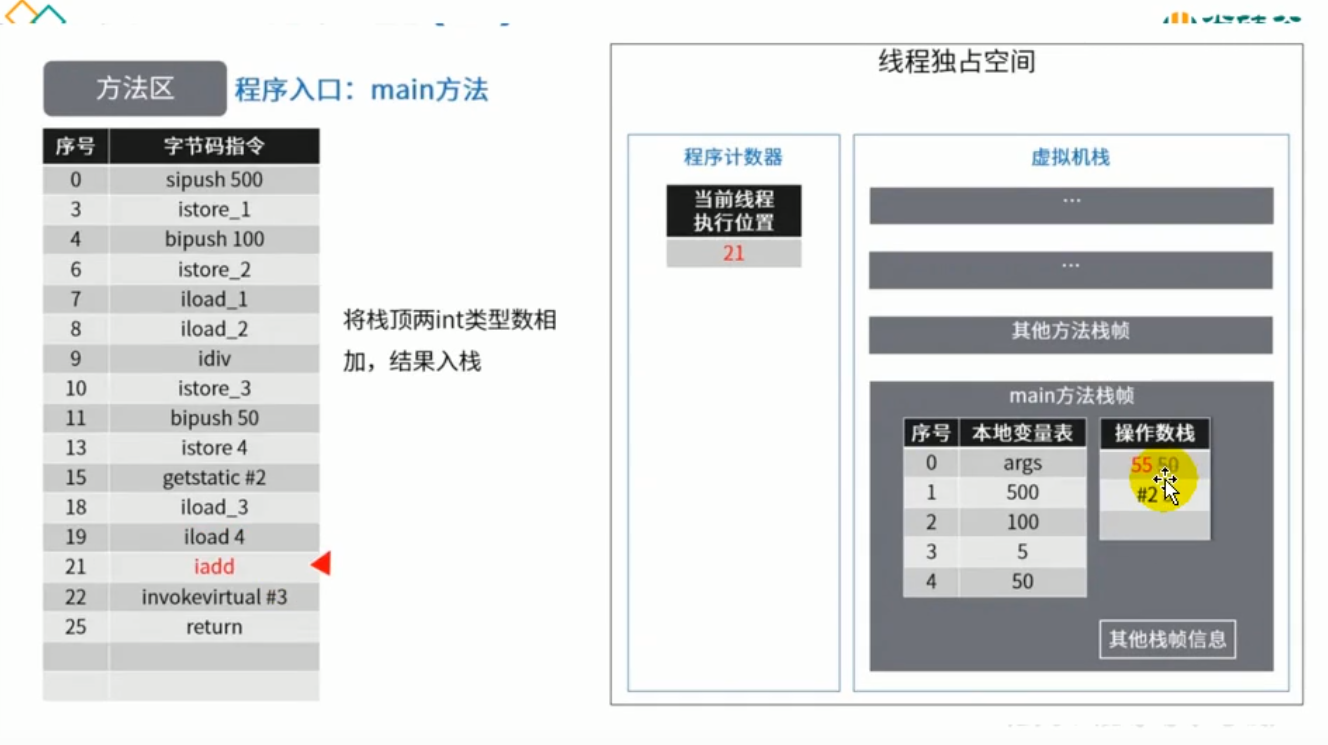 方法区
程序入口：main方法
序号 字节码指令
0 sipush 500
3 istore_1
4 bipush 100
6 istore_2
7 iload_1
8 iload_2
9 idiv
10 istore_3
11 bipush 50
13 istore 4
15 getstatic #2
18 iload_3
19 iload 4
21 iadd
22 invokevirtual #3
25 return
将栈顶两int类型数相
加，结果入栈
线程独占空间
程序计数器
当前线程
执行位置
21
虚拟机栈
...
...
其他方法栈帧
main方法栈帧
序号 本地变量表
0 args
1 500
2 100
3 5
4 50
操作数栈
55 50
#2
其他栈帧信息